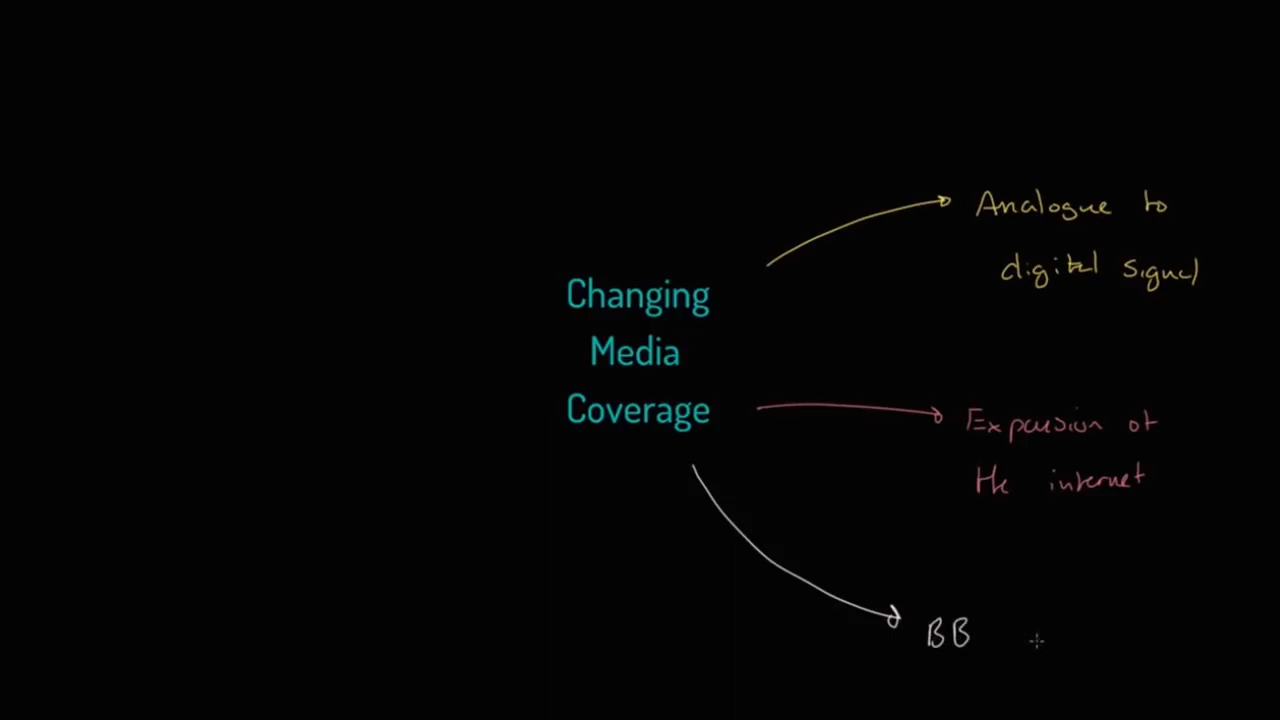 Changing
Media
Coverage
Analogue to
digital signal
Expansion of
the internet
BB